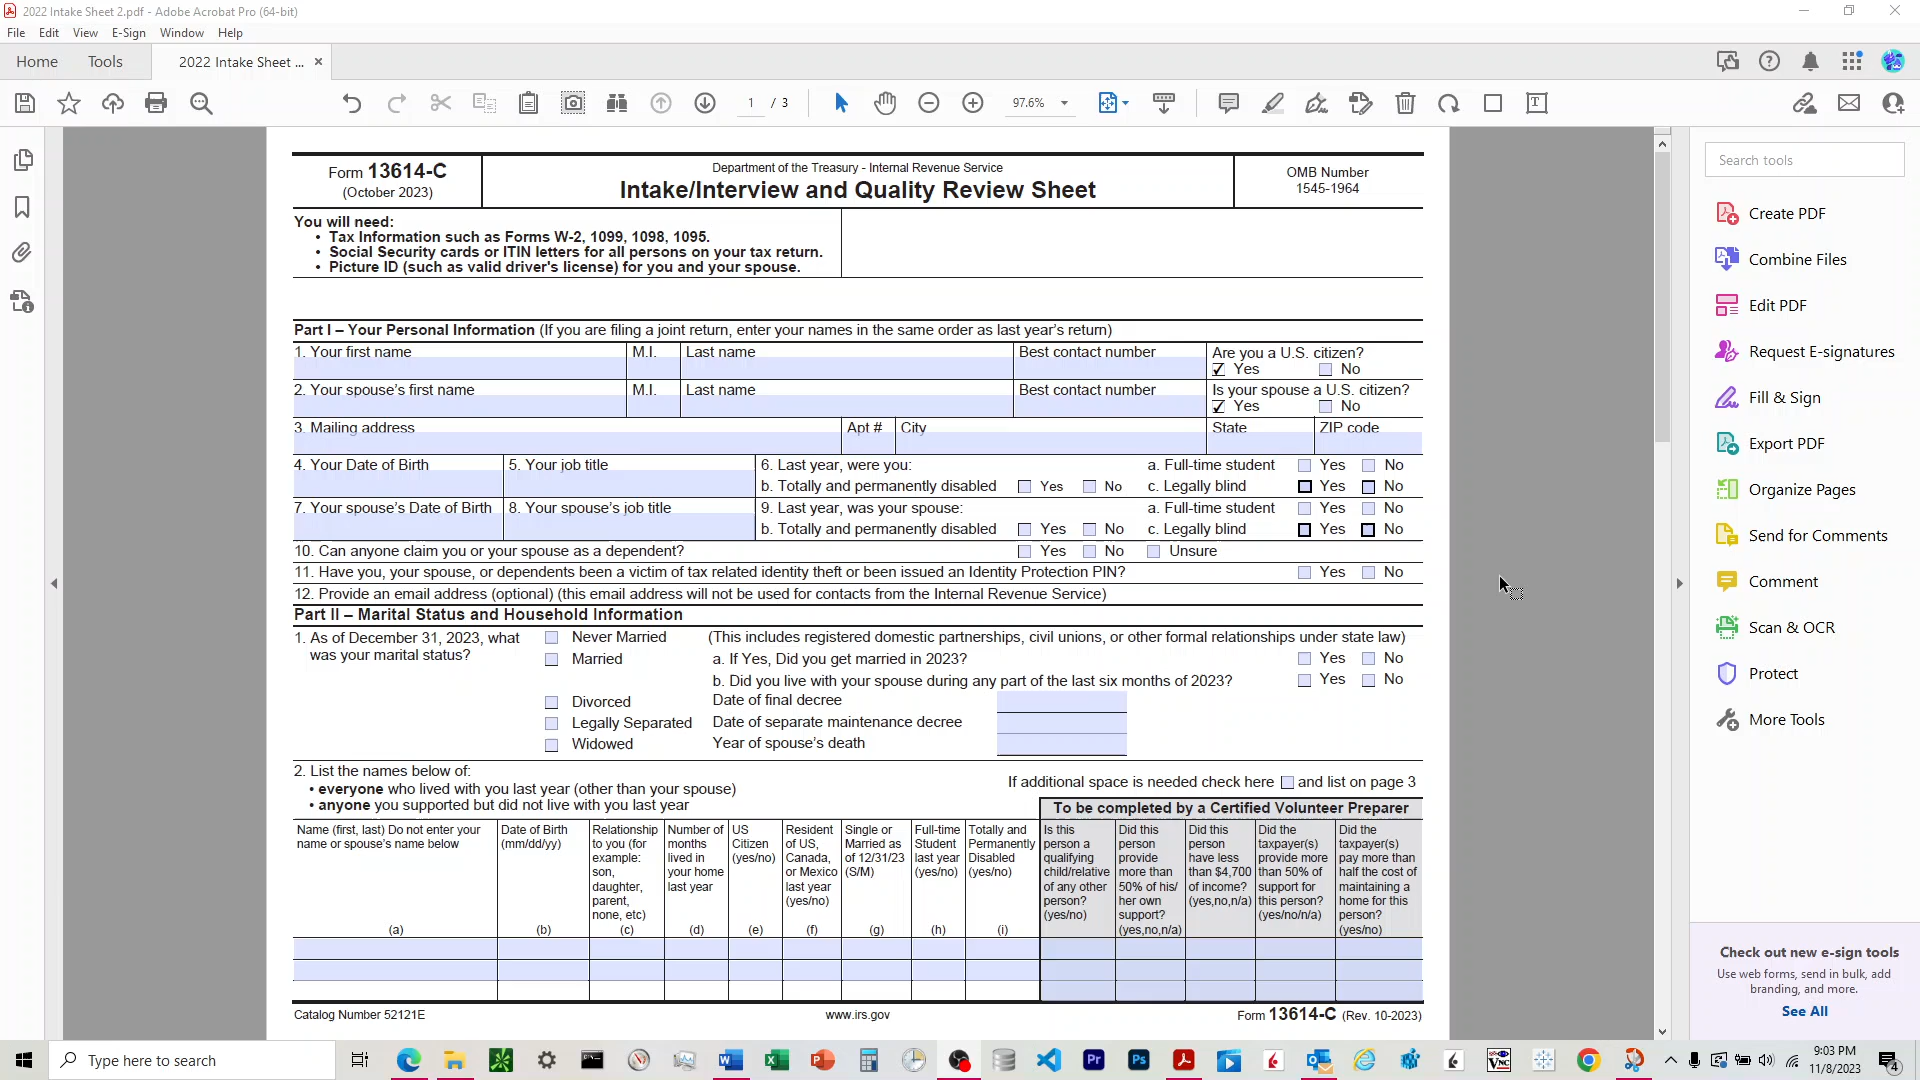 2022 Intake Sheet 2.pdf - Adobe Acrobat Pro (64-bit)
File Edit View E-Sign Window Help
Home Tools 2022 Intake Sheet ... ×
1 / 3 97.6%
Form 13614-C
(October 2023)
Department of the Treasury - Internal Revenue Service
Intake/Interview and Quality Review Sheet
OMB Number
1545-1964
You will need:
• Tax Information such as Forms W-2, 1099, 1098, 1095.
• Social Security cards or ITIN letters for all persons on your tax return.
• Picture ID (such as valid driver's license) for you and your spouse.
Part I – Your Personal Information (If you are filing a joint return, enter your names in the same order as last year's return)
1. Your first name M.I. Last name Best contact number Are you a U.S. citizen?
Yes No
2. Your spouse's first name M.I. Last name Best contact number Is your spouse a U.S. citizen?
Yes No
3. Mailing address Apt # City State ZIP code
4. Your Date of Birth 5. Your job title 6. Last year, were you: a. Full-time student Yes No
b. Totally and permanently disabled Yes No c. Legally blind Yes No
7. Your spouse's Date of Birth 8. Your spouse's job title 9. Last year, was your spouse: a. Full-time student Yes No
b. Totally and permanently disabled Yes No c. Legally blind Yes No
10. Can anyone claim you or your spouse as a dependent? Yes No Unsure
11. Have you, your spouse, or dependents been a victim of tax related identity theft or been issued an Identity Protection PIN? Yes No
12. Provide an email address (optional) (this email address will not be used for contacts from the Internal Revenue Service)
Part II – Marital Status and Household Information
1. As of December 31, 2023, what
was your marital status?
Never Married (This includes registered domestic partnerships, civil unions, or other formal relationships under state law)
Married a. If Yes, Did you get married in 2023? Yes No
b. Did you live with your spouse during any part of the last six months of 2023? Yes No
Divorced Date of final decree
Legally Separated Date of separate maintenance decree
Widowed Year of spouse's death
2. List the names below of:
• everyone who lived with you last year (other than your spouse)
• anyone you supported but did not live with you last year
If additional space is needed check here and list on page 3
To be completed by a Certified Volunteer Preparer
Name (first, last) Do not enter your
name or spouse's name below
(a)
Date of Birth
(mm/dd/yy)
(b)
Relationship
to you (for
example:
son,
daughter,
parent,
none, etc)
(c)
Number of
months
lived in
your home
last year
(d)
US
Citizen
(yes/no)
(e)
Resident
of US,
Canada,
or Mexico
last year
(yes/no)
(f)
Single or
Married as
of 12/31/23
(S/M)
(g)
Full-time
Student
last year
(yes/no)
(h)
Totally and
Permanently
Disabled
(yes/no)
(i)
Is this
person a
qualifying
child/relative
of any other
person?
(yes/no)
Did this
person
provide
more than
50% of his/
her own
support?
(yes,no,n/a)
Did this
person
have less
than $4,700
of income?
(yes,no,n/a)
Did the
taxpayer(s)
provide more
than 50% of
support for
this person?
(yes/no/n/a)
Did the
taxpayer(s)
pay more than
half the cost of
maintaining a
home for this
person?
(yes/no)
Catalog Number 52121E www.irs.gov Form 13614-C (Rev. 10-2023)
Search tools
Create PDF
Combine Files
Edit PDF
Request E-signatures
Fill & Sign
Export PDF
Organize Pages
Send for Comments
Comment
Scan & OCR
Protect
More Tools
Check out new e-sign tools
Use web forms, send in bulk, add
branding, and more.
See All
Type here to search
9:03 PM
11/8/2023
4